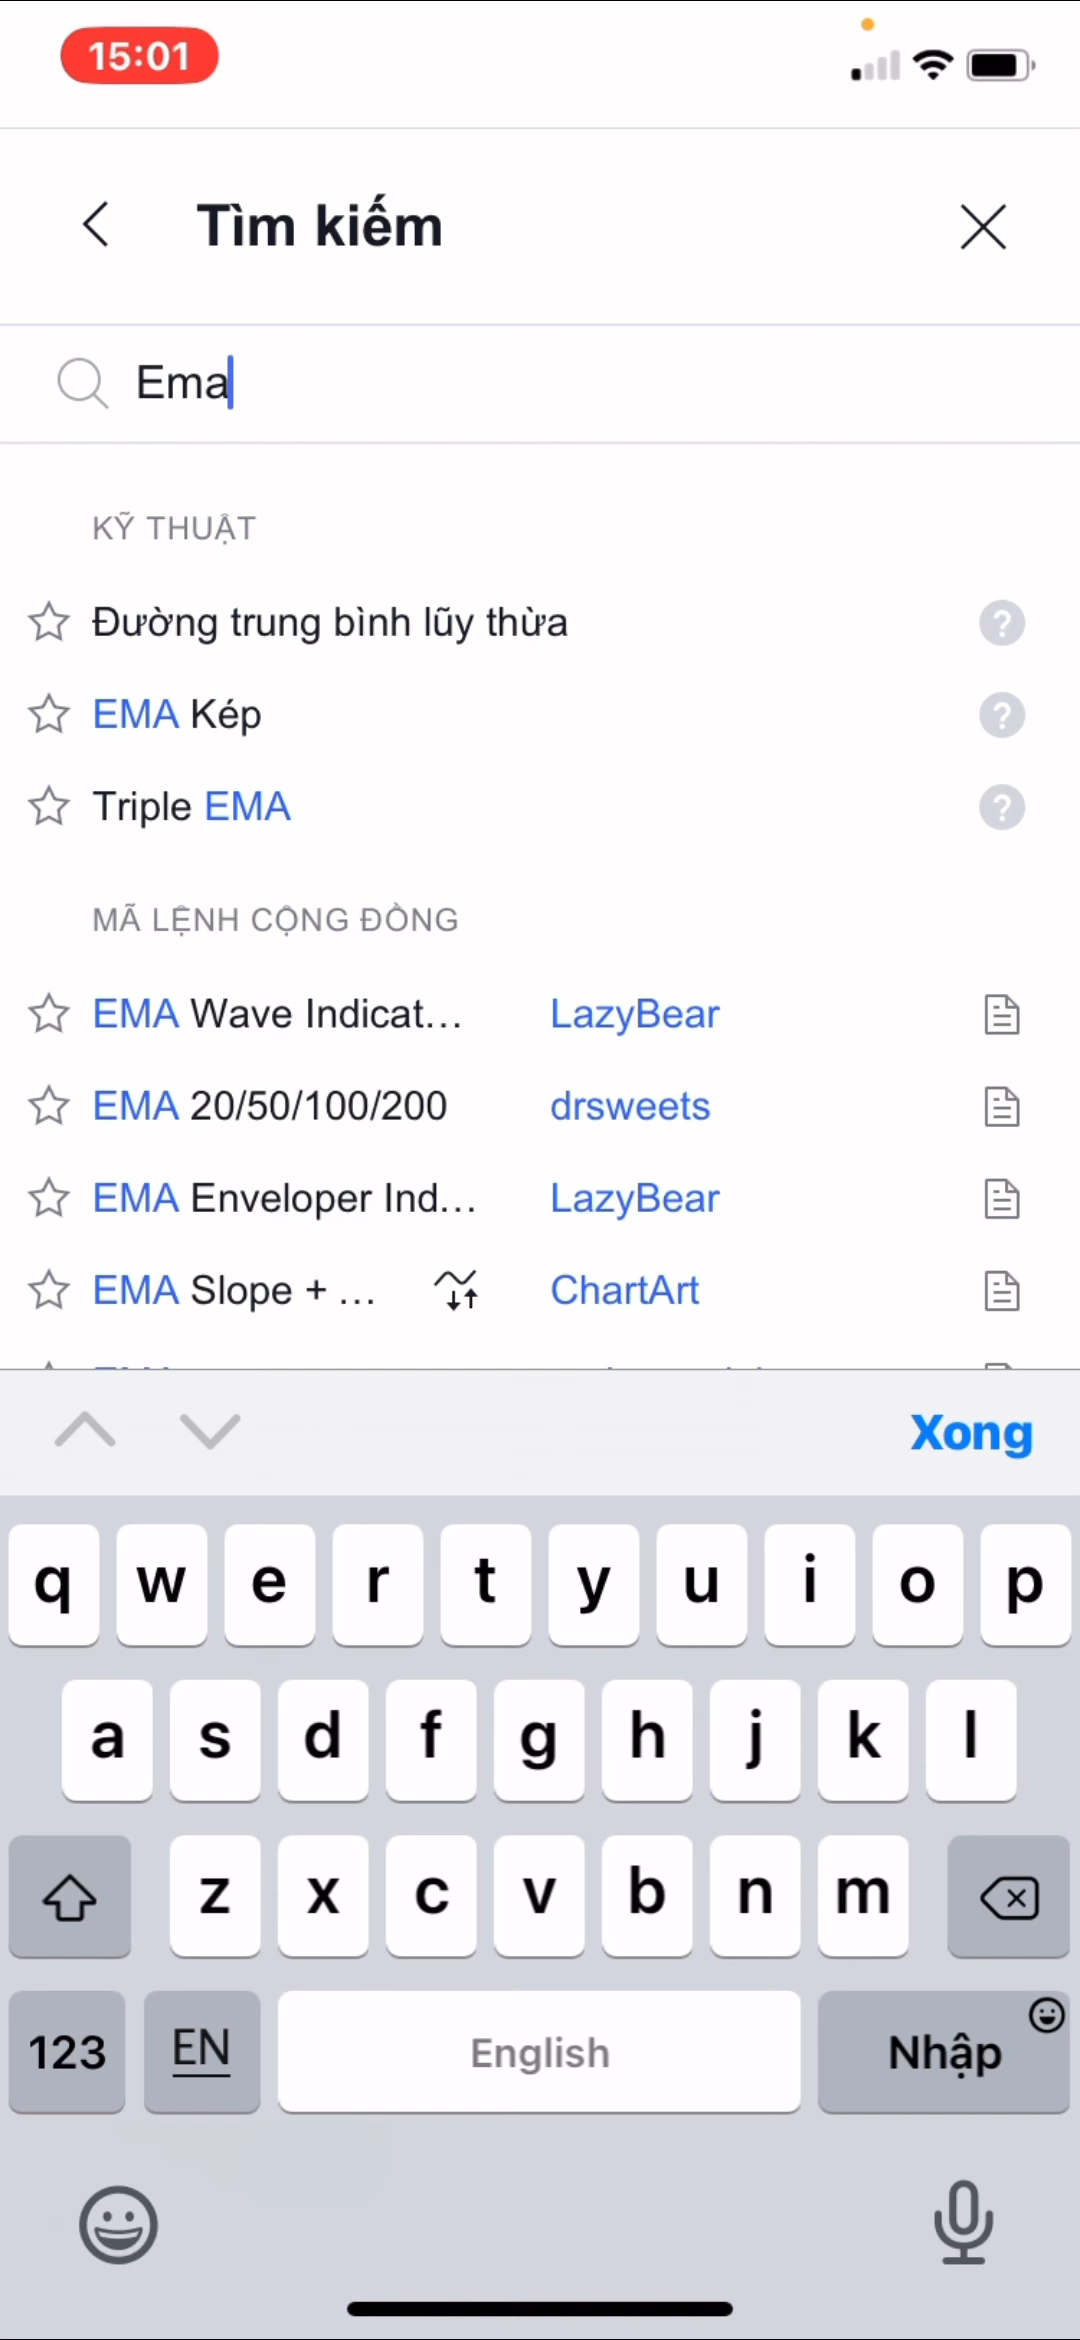 15:01
Tìm kiếm
Ema
KỸ THUẬT
Đường trung bình lũy thừa
EMA Kép
Triple EMA
MÃ LỆNH CỘNG ĐỒNG
EMA Wave Indicat... LazyBear
EMA 20/50/100/200 drsweets
EMA Enveloper Ind... LazyBear
EMA Slope + ... ChartArt
Xong
q w e r t y u i o p
a s d f g h j k l
z x c v b n m
123 EN English Nhập